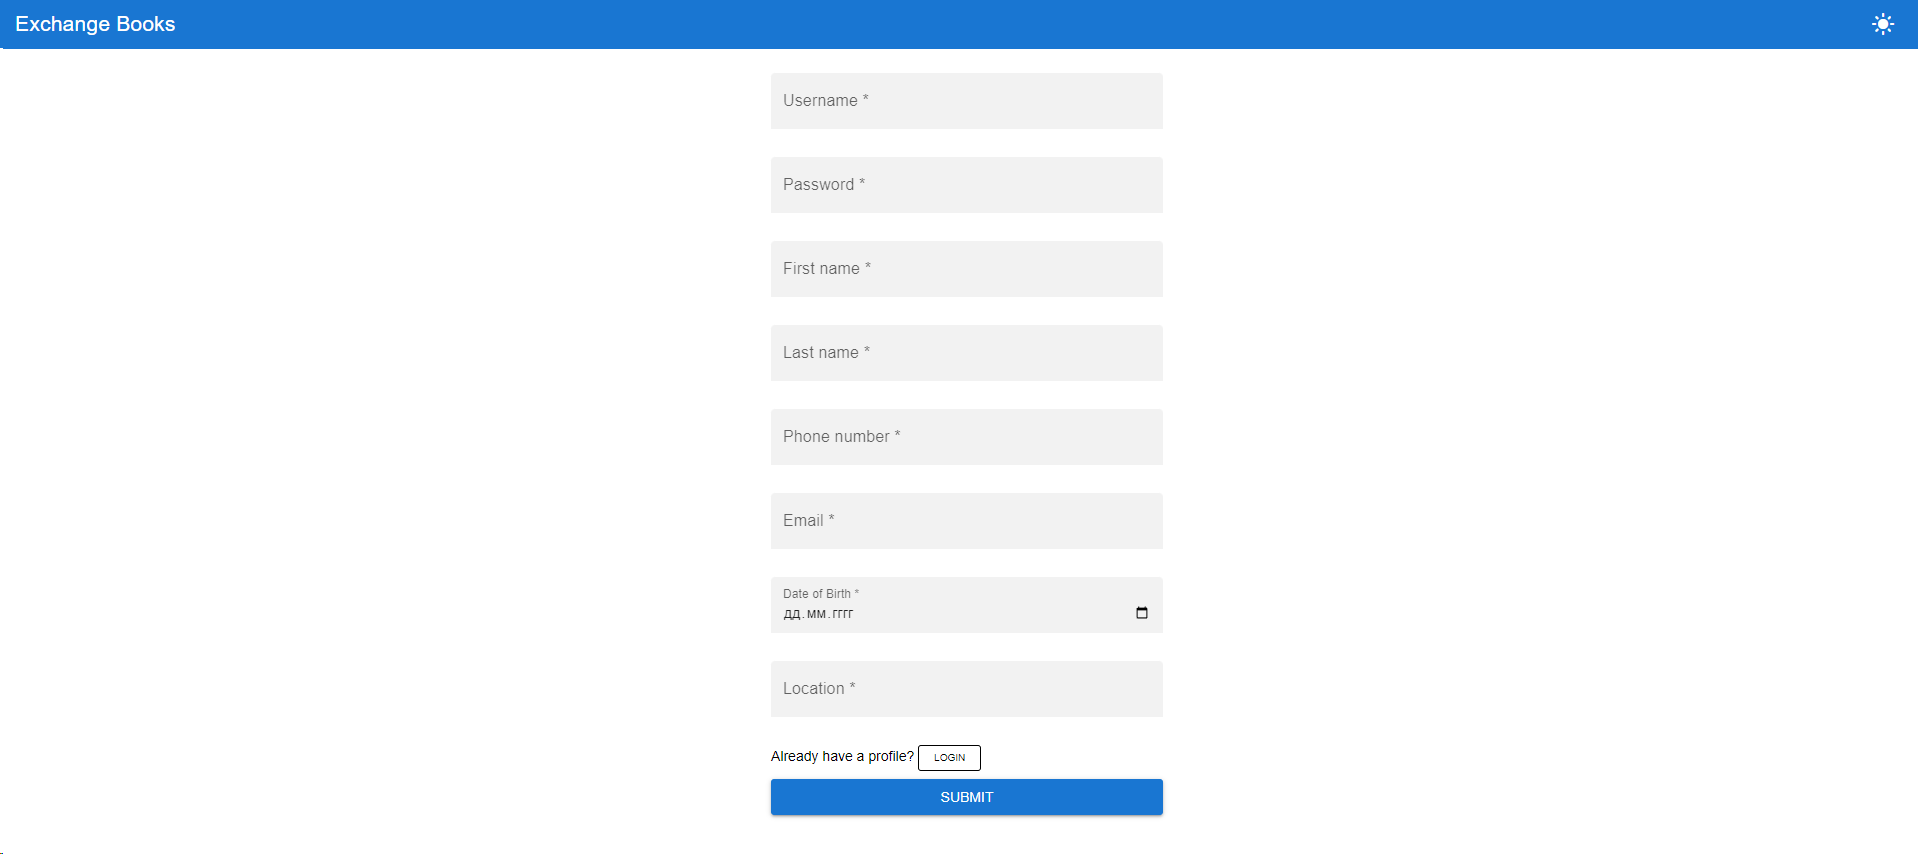 Exchange Books
Username *
Password *
First name *
Last name *
Phone number *
Email *
Date of Birth *
дд.мм.гггг
Location *
Already have a profile? LOGIN
SUBMIT